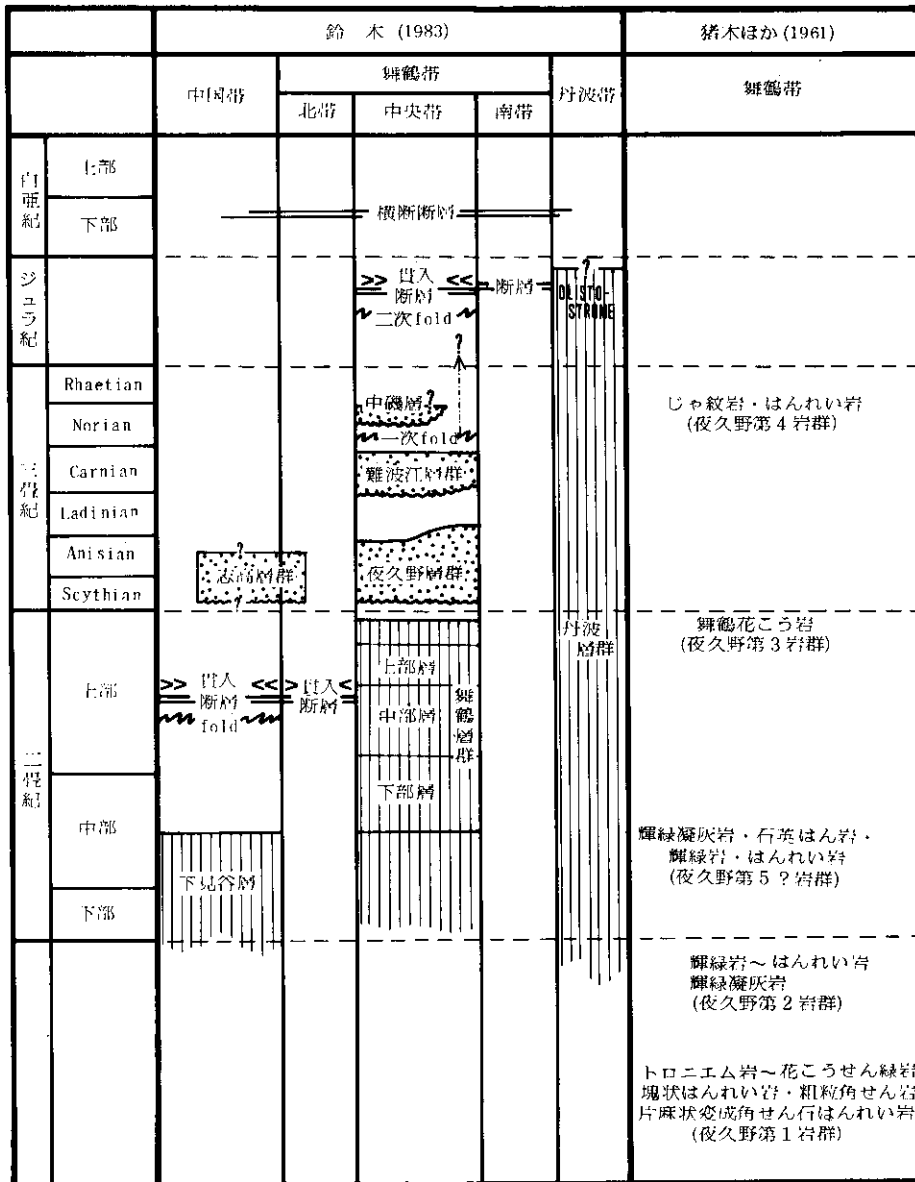 鈴木 (1983)
猪木ほか (1961)
中国帯
舞鶴帯
丹波帯
舞鶴帯
北帯
中央帯
南帯
白亜紀
上部
下部
横断断層
ジュラ紀
>> 貫入 <<
断層
二次fold
断層
?
OLISTO-
STROME
三畳紀
Rhaetian
Norian
Carnian
Ladinian
Anisian
Scythian
?
中磯層?
一次fold
難波江層群
夜久野層群
?
志高層群
?
じゃ紋岩・はんれい岩
(夜久野第4岩群)
丹波
層群
舞鶴花こう岩
(夜久野第3岩群)
二畳紀
上部
中部
下部
>> 貫入 <<
断層
fold
> 貫入 <
断層
上部層
中部層
下部層
舞鶴層群
下見谷層
輝緑凝灰岩・石英はん岩・
輝緑岩・はんれい岩
(夜久野第5?岩群)
輝緑岩～はんれい岩
輝緑凝灰岩
(夜久野第2岩群)
トロニエム岩～花こうせん緑岩
塊状はんれい岩・粗粒角せん岩
片麻状変成角せん石はんれい岩
(夜久野第1岩群)